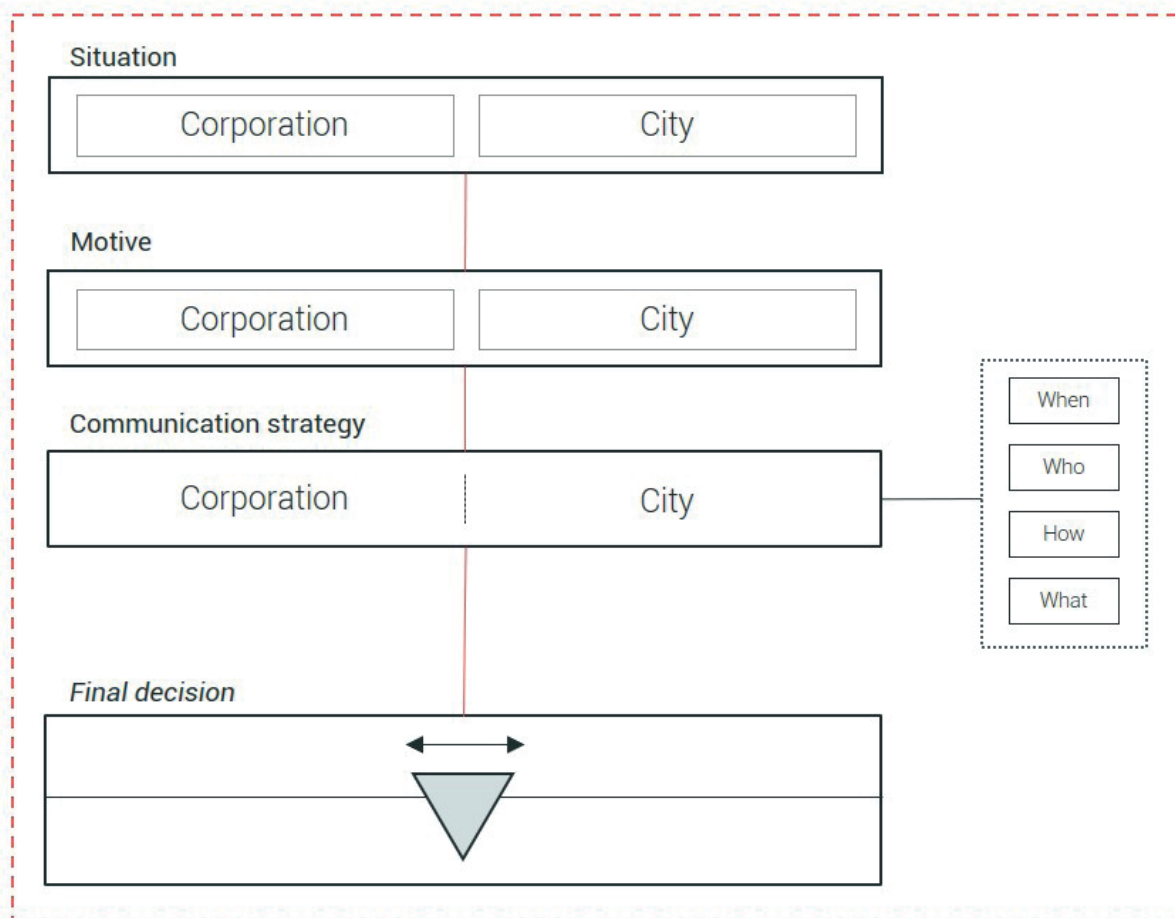 Situation
Corporation
City
Motive
Corporation
City
Communication strategy
Corporation
City
When
Who
How
What
Final decision